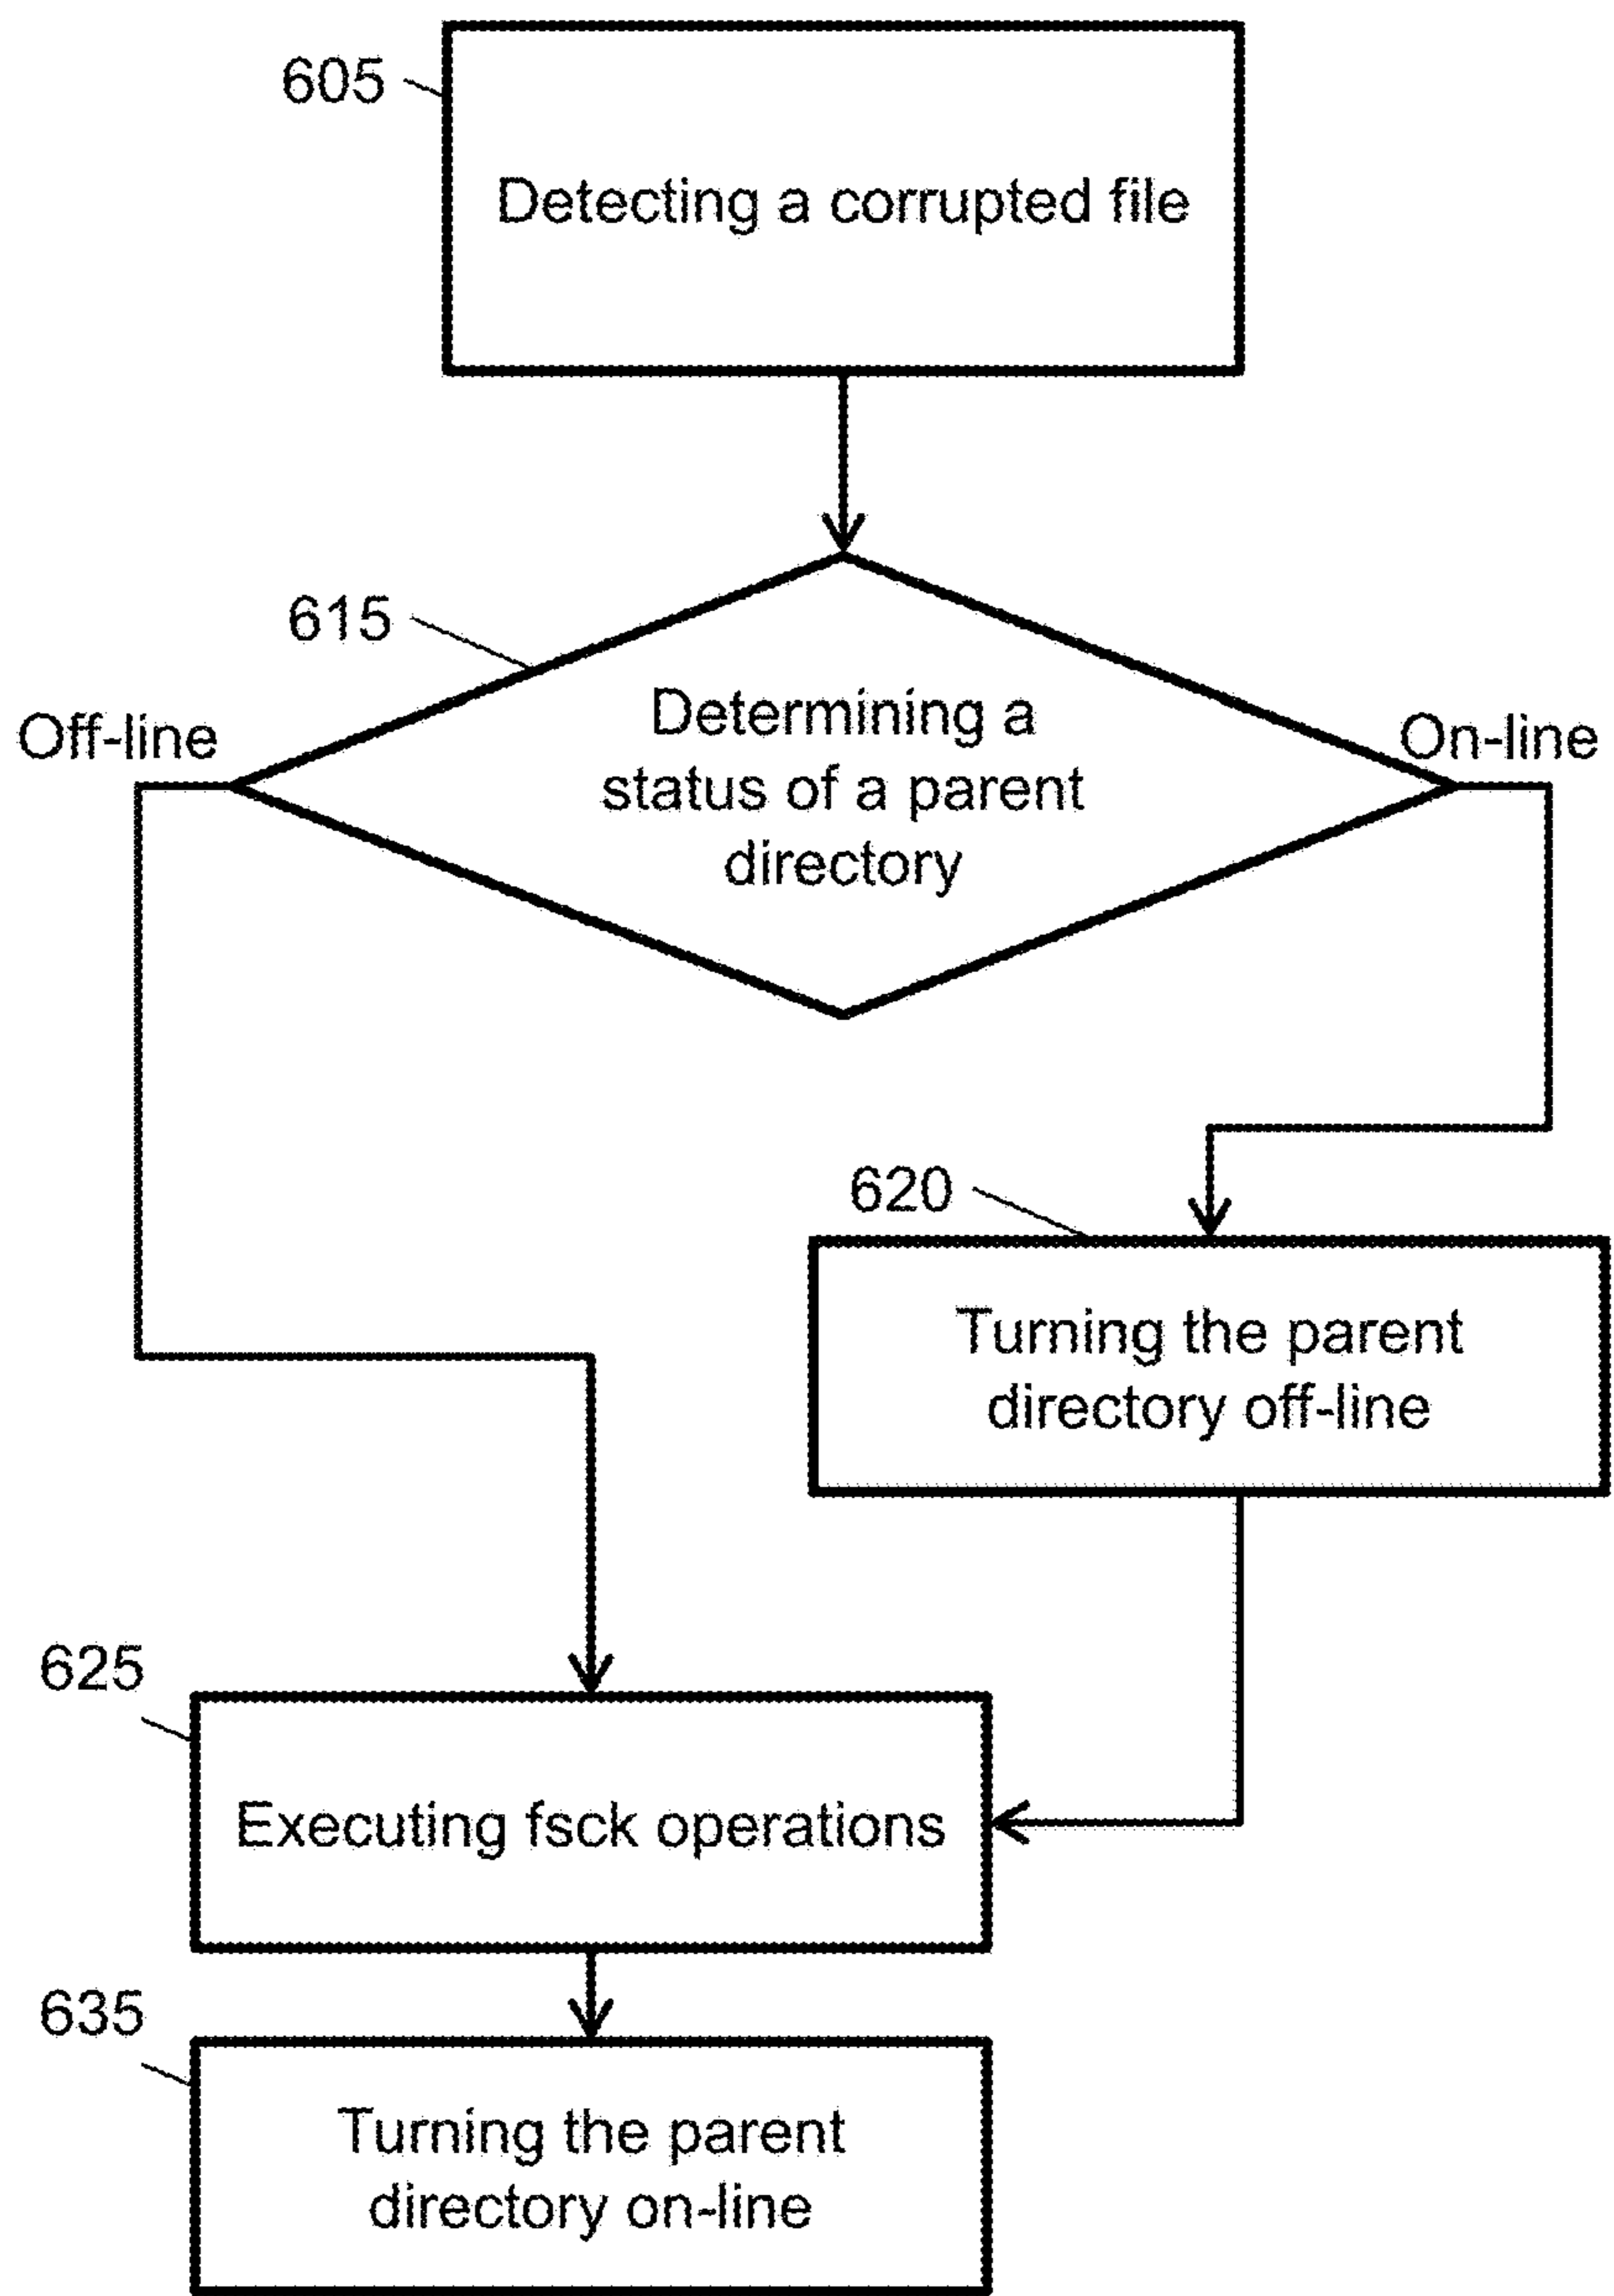 605
Detecting a corrupted file
615
Off-line
Determining a
status of a parent
directory
On-line
620
Turning the parent
directory off-line
625
Executing fsck operations
635
Turning the parent
directory on-line